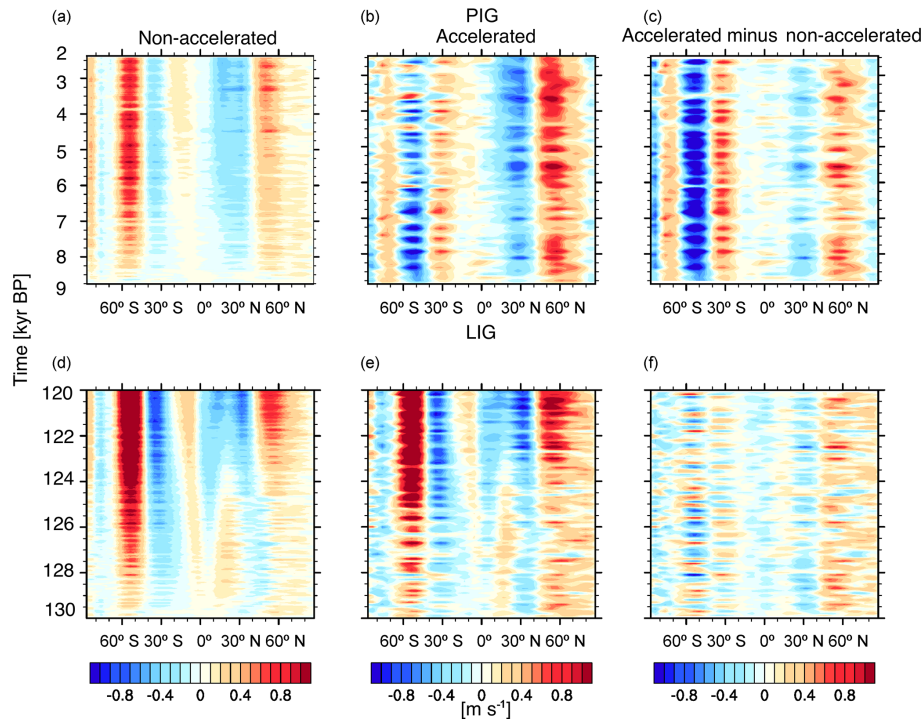 (a) (b) PIG (c)
Non-accelerated Accelerated Accelerated minus non-accelerated
2
3
4
5
6
7
8
9
60º S 30º S 0º 30º N 60º N 60º S 30º S 0º 30º N 60º N 60º S 30º S 0º 30º N 60º N
Time [kyr BP]
LIG
(d) (e) (f)
120
122
124
126
128
130
60º S 30º S 0º 30º N 60º N 60º S 30º S 0º 30º N 60º N 60º S 30º S 0º 30º N 60º N
-0.8 -0.4 0 0.4 0.8 -0.8 -0.4 0 0.4 0.8 -0.8 -0.4 0 0.4 0.8
[m s⁻¹]